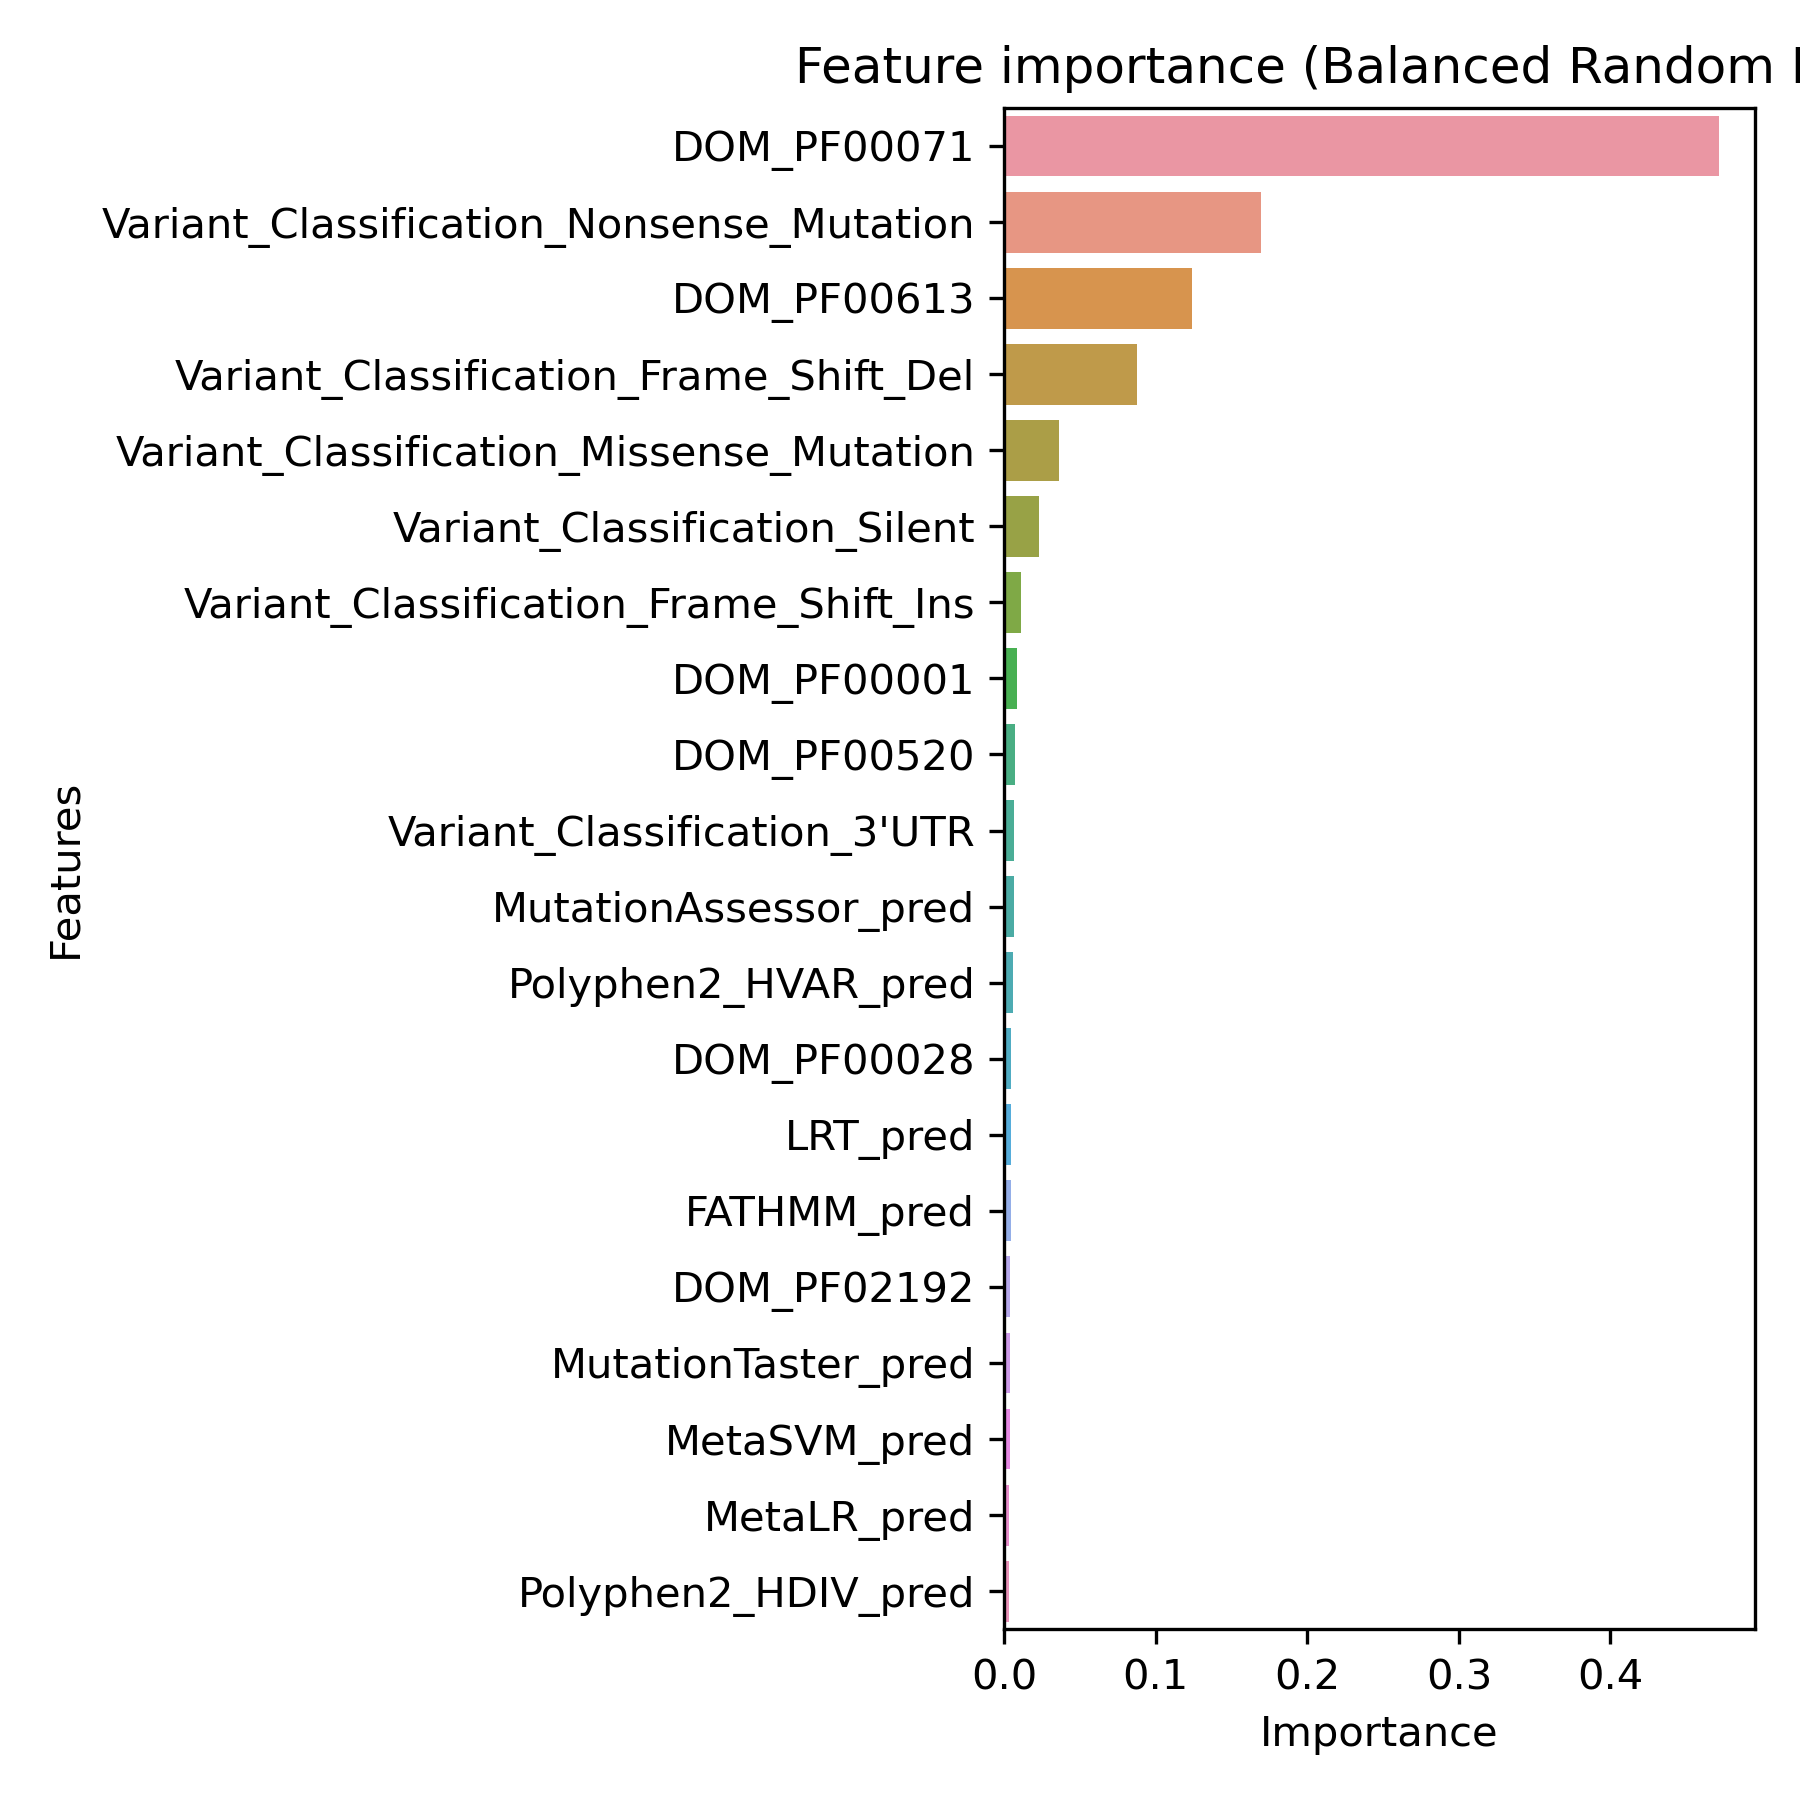 Feature importance (Balanced Random
DOM_PF00071
Variant_Classification_Nonsense_Mutation
DOM_PF00613
Variant_Classification_Frame_Shift_Del
Variant_Classification_Missense_Mutation
Variant_Classification_Silent
Variant_Classification_Frame_Shift_Ins
DOM_PF00001
DOM_PF00520
Variant_Classification_3'UTR
MutationAssessor_pred
Polyphen2_HVAR_pred
DOM_PF00028
LRT_pred
FATHMM_pred
DOM_PF02192
MutationTaster_pred
MetaSVM_pred
MetaLR_pred
Polyphen2_HDIV_pred
Features
0.0 0.1 0.2 0.3 0.4
Importance